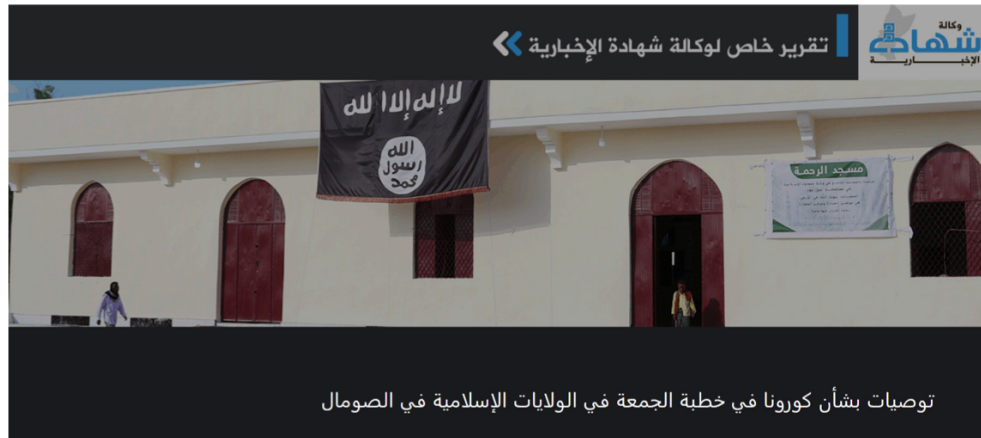 وكالة
شهادة
الإخبـــــارية
تقرير خاص لوكالة شهادة الإخبارية
لا إله إلا الله
الله
رسول
محمد
مسجد الرحمة
توصيات بشأن كورونا في خطبة الجمعة في الولايات الإسلامية في الصومال